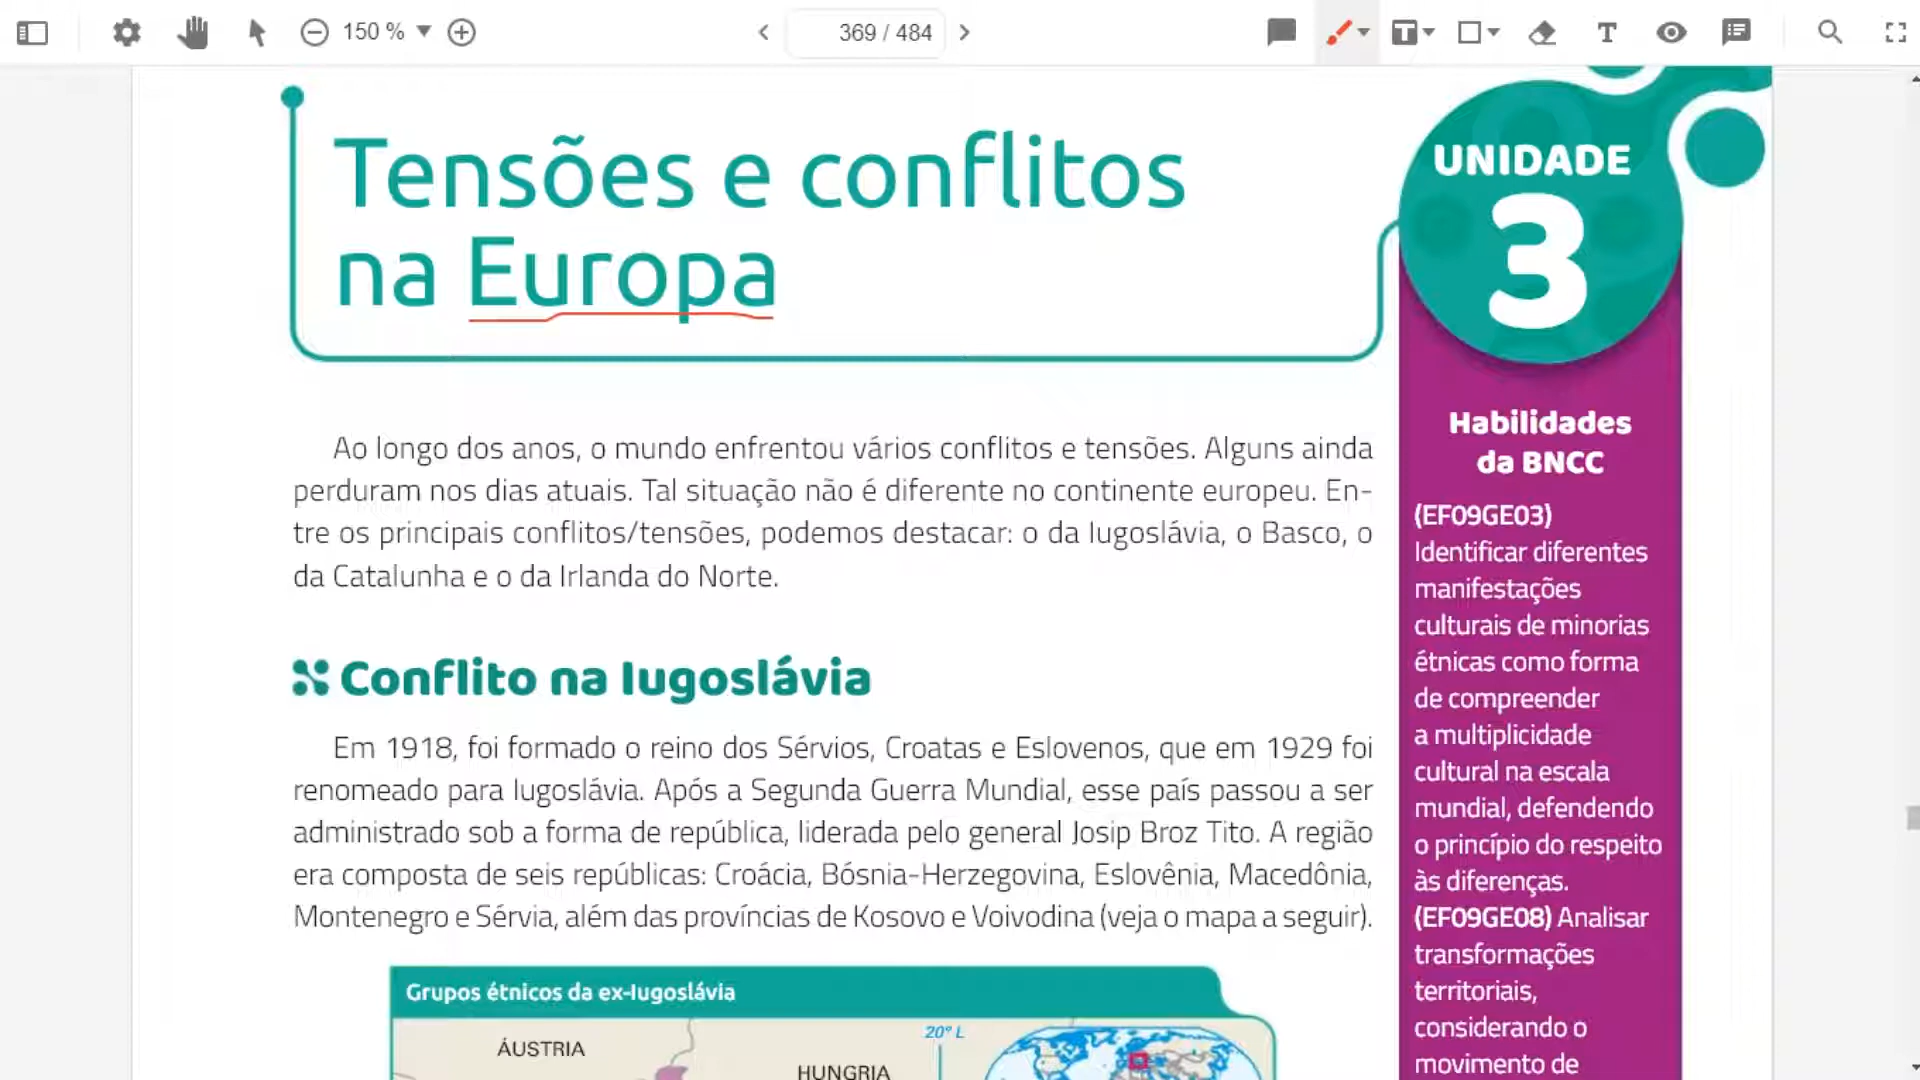 150 %
369 / 484
Tensões e conflitos
na Europa
UNIDADE
3
Ao longo dos anos, o mundo enfrentou vários conflitos e tensões. Alguns ainda
perduram nos dias atuais. Tal situação não é diferente no continente europeu. En-
tre os principais conflitos/tensões, podemos destacar: o da Iugoslávia, o Basco, o
da Catalunha e o da Irlanda do Norte.
Conflito na Iugoslávia
Em 1918, foi formado o reino dos Sérvios, Croatas e Eslovenos, que em 1929 foi
renomeado para Iugoslávia. Após a Segunda Guerra Mundial, esse país passou a ser
administrado sob a forma de república, liderada pelo general Josip Broz Tito. A região
era composta de seis repúblicas: Croácia, Bósnia-Herzegovina, Eslovênia, Macedônia,
Montenegro e Sérvia, além das províncias de Kosovo e Voivodina (veja o mapa a seguir).
Grupos étnicos da ex-Iugoslávia
20° L
ÁUSTRIA
HUNGRIA
Habilidades
da BNCC
(EF09GE03)
Identificar diferentes
manifestações
culturais de minorias
étnicas como forma
de compreender
a multiplicidade
cultural na escala
mundial, defendendo
o princípio do respeito
às diferenças.
(EF09GE08) Analisar
transformações
territoriais,
considerando o
movimento de